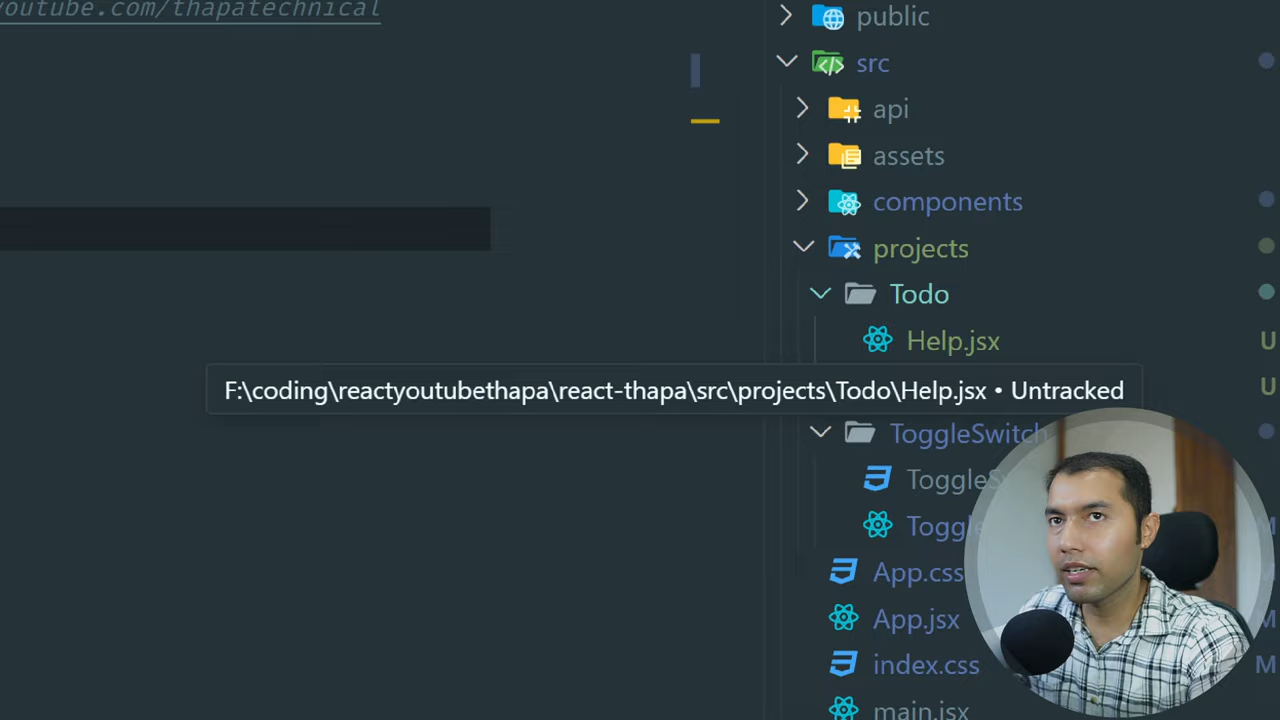 youtube.com/thapatechnical
public
src
api
assets
components
projects
Todo
Help.jsx U
F:\coding\reactyoutubethapa\react-thapa\src\projects\Todo\Help.jsx • Untracked
U
ToggleSwitch
App.css
App.jsx M
index.css M
main.jsx